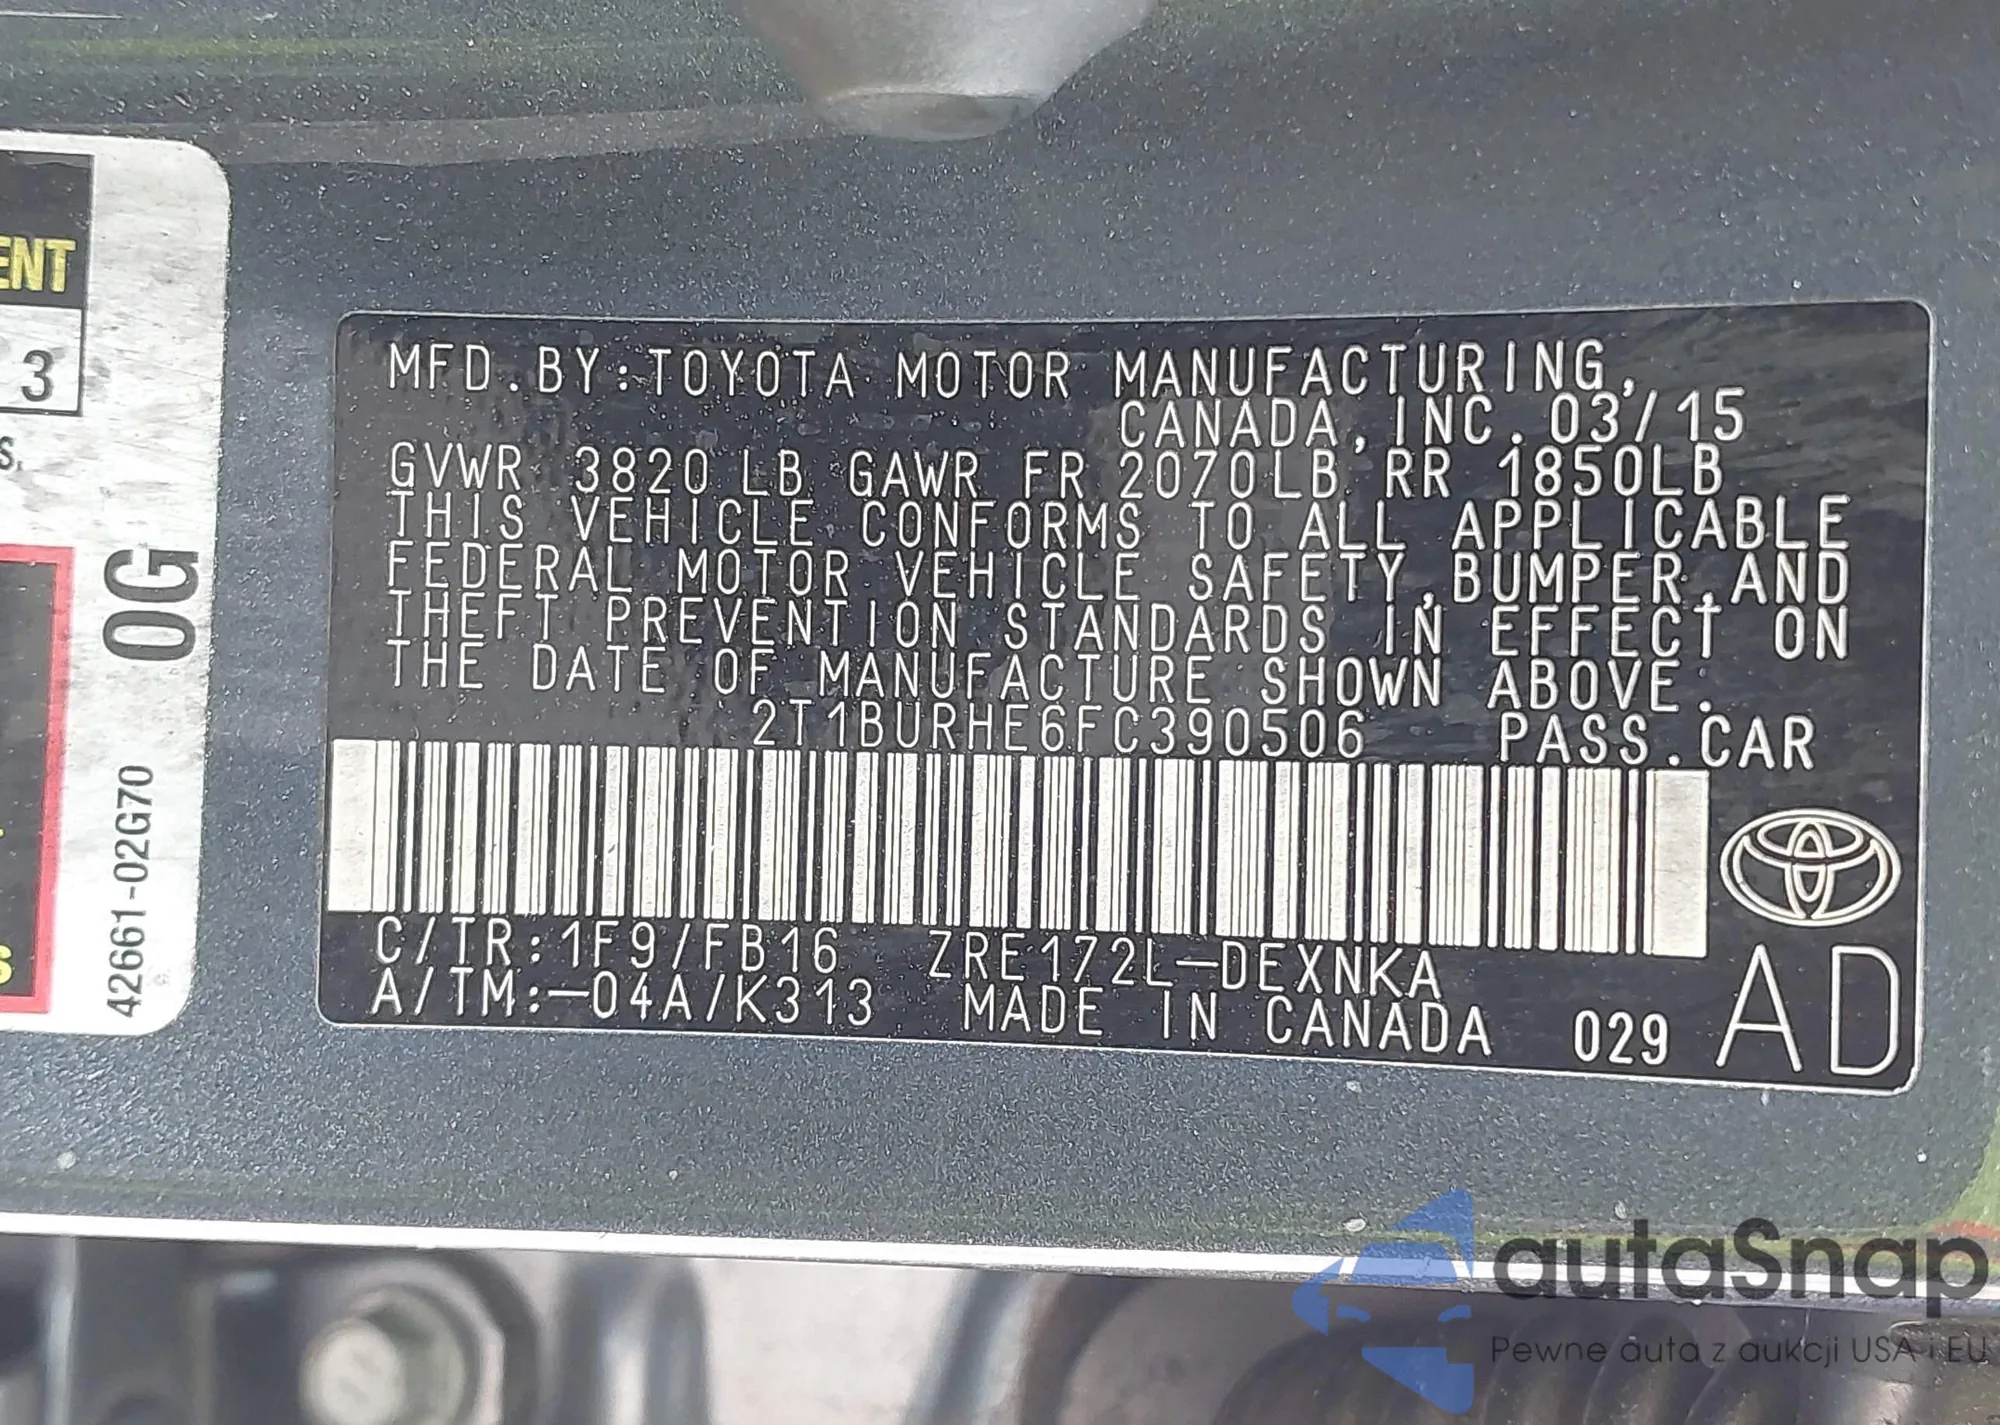 ENT
3
S,
0G
42661-02G70
MFD.BY:TOYOTA MOTOR MANUFACTURING,
CANADA,INC. 03/15
GVWR 3820 LB GAWR FR 2070LB RR 1850LB
THIS VEHICLE CONFORMS TO ALL APPLICABLE
FEDERAL MOTOR VEHICLE SAFETY,BUMPER,AND
THEFT PREVENTION STANDARDS IN EFFECT ON
THE DATE OF MANUFACTURE SHOWN ABOVE.
2T1BURHE6FC390506 PASS.CAR
C/TR:1F9/FB16 ZRE172L-DEXNKA
A/TM:-04A/K313 MADE IN CANADA 029 AD
autaSnap
Pewne auta z aukcji USA i EU